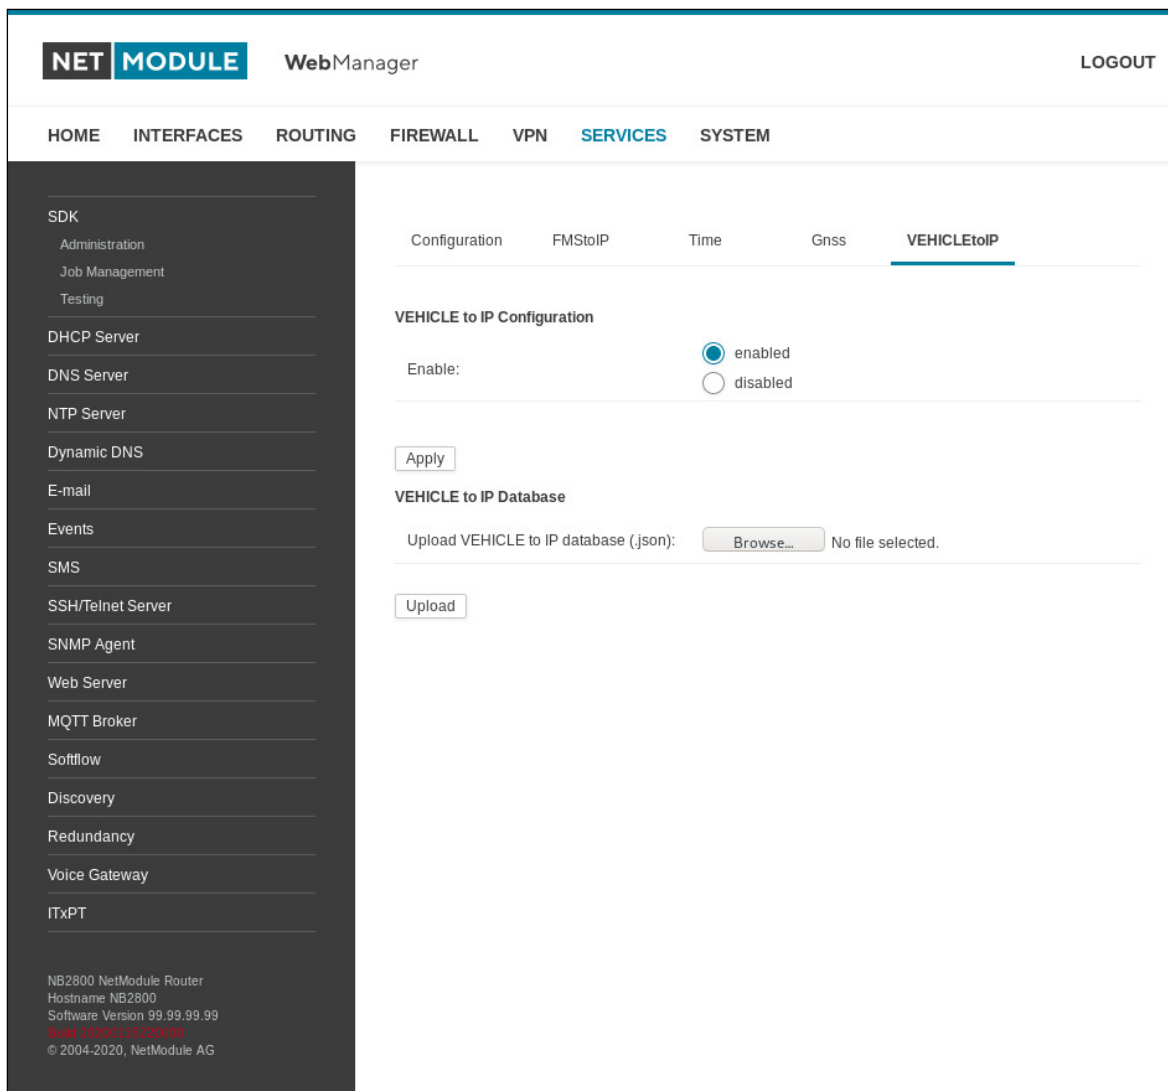 NET MODULE WebManager LOGOUT
HOME INTERFACES ROUTING FIREWALL VPN SERVICES SYSTEM
SDK
Administration
Job Management
Testing
DHCP Server
DNS Server
NTP Server
Dynamic DNS
E-mail
Events
SMS
SSH/Telnet Server
SNMP Agent
Web Server
MQTT Broker
Softflow
Discovery
Redundancy
Voice Gateway
ITxPT
NB2800 NetModule Router
Hostname NB2800
Software Version 99.99.99.99
Build
© 2004-2020, NetModule AG
Configuration FMStoIP Time Gnss VEHICLEtoIP
VEHICLE to IP Configuration
Enable:
enabled
disabled
Apply
VEHICLE to IP Database
Upload VEHICLE to IP database (.json): Browse... No file selected.
Upload